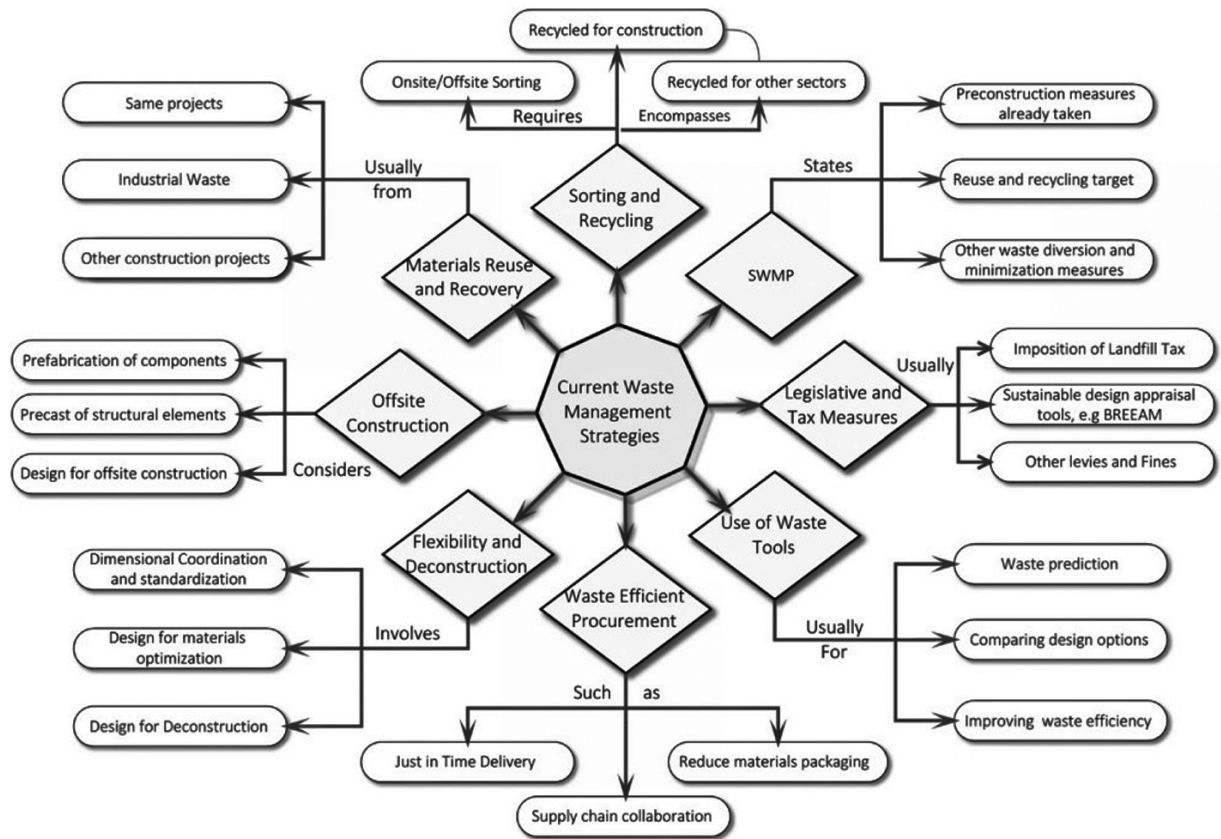 Recycled for construction
Onsite/Offsite Sorting
Recycled for other sectors
Requires
Encompasses
Sorting and
Recycling
Same projects
Industrial Waste
Other construction projects
Usually
from
Materials Reuse
and Recovery
Preconstruction measures
already taken
Reuse and recycling target
Other waste diversion and
minimization measures
States
SWMP
Current Waste
Management
Strategies
Prefabrication of components
Precast of structural elements
Design for offsite construction
Considers
Offsite
Construction
Legislative and
Tax Measures
Usually
Imposition of Landfill Tax
Sustainable design appraisal
tools, e.g BREEAM
Other levies and Fines
Dimensional Coordination
and standardization
Design for materials
optimization
Design for Deconstruction
Involves
Flexibility and
Deconstruction
Waste Efficient
Procurement
Such as
Just in Time Delivery
Supply chain collaboration
Reduce materials packaging
Use of Waste
Tools
Usually
For
Waste prediction
Comparing design options
Improving waste efficiency